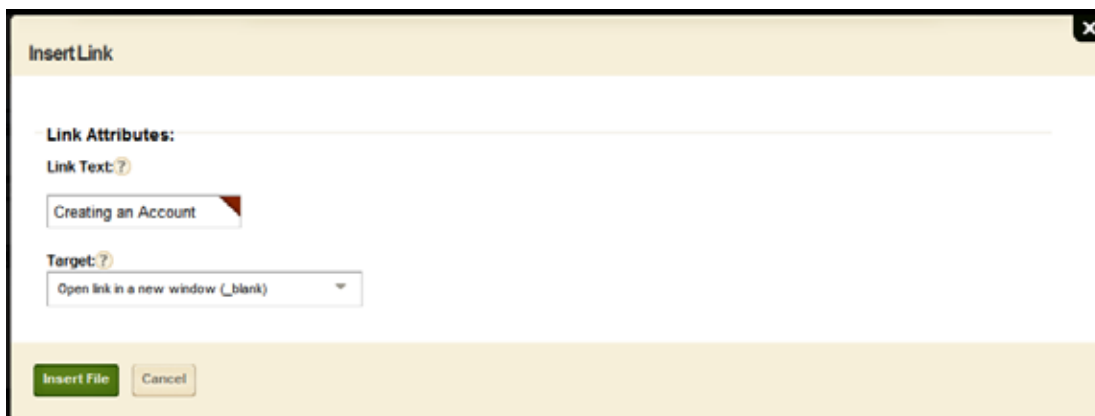 Insert Link
Link Attributes:
Link Text: ?
Creating an Account
Target: ?
Open link in a new window (_blank)
Insert File Cancel